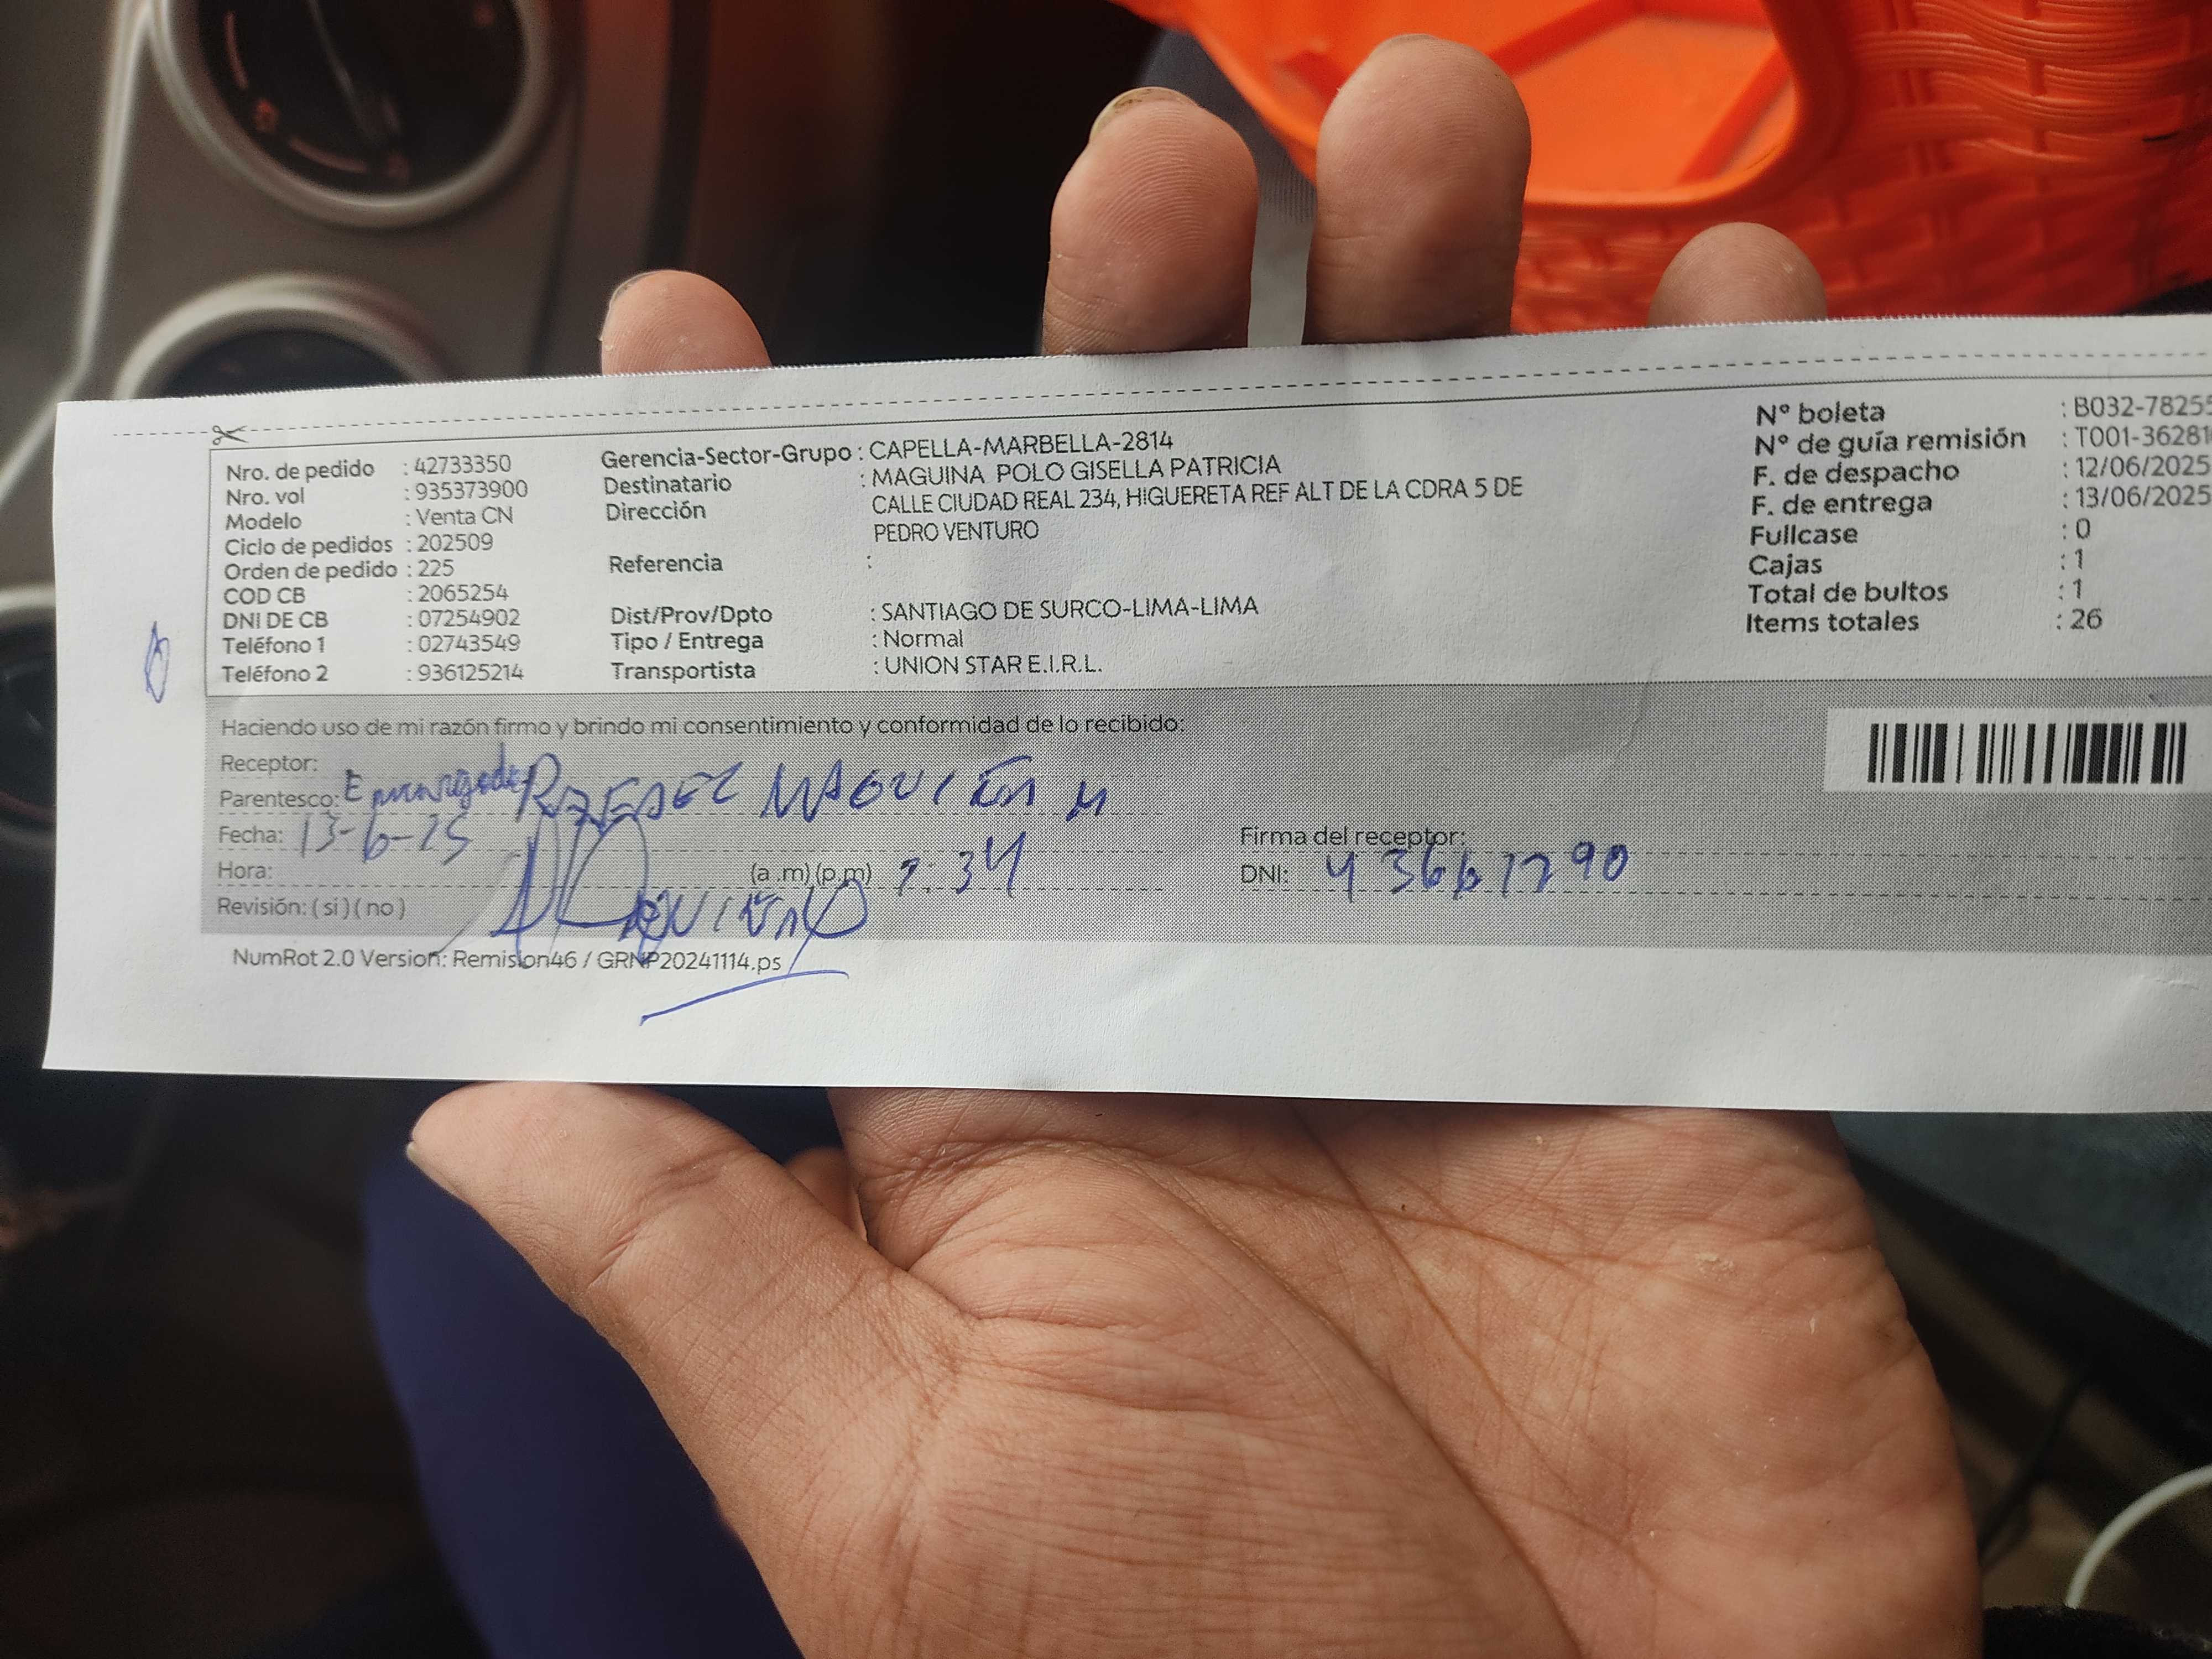 Nro. de pedido : 42733350
Nro. vol : 935373900
Modelo : Venta CN
Ciclo de pedidos : 202509
Orden de pedido : 225
COD CB : 2065254
DNI DE CB : 07254902
Teléfono 1 : 02743549
Teléfono 2 : 936125214
Gerencia-Sector-Grupo : CAPELLA-MARBELLA-2814
Destinatario : MAGUINA POLO GISELLA PATRICIA
Dirección CALLE CIUDAD REAL 234, HIGUERETA REF ALT DE LA CDRA 5 DE
PEDRO VENTURO
Referencia :
Dist/Prov/Dpto : SANTIAGO DE SURCO-LIMA-LIMA
Tipo / Entrega : Normal
Transportista : UNION STAR E.I.R.L.
N° boleta : B032-78255
N° de guía remisión : T001-36281
F. de despacho : 12/06/2025
F. de entrega : 13/06/2025
Fullcase : 0
Cajas : 1
Total de bultos : 1
Items totales : 26
Haciendo uso de mi razón firmo y brindo mi consentimiento y conformidad de lo recibido:
Receptor:
Parentesco:
Fecha: 13-6-25
Hora: (a .m) (p.m) 7:34
Revisión: ( si ) ( no )
Firma del receptor:
DNI:
NumRot 2.0 Version: Remision46 / GRNP20241114.ps